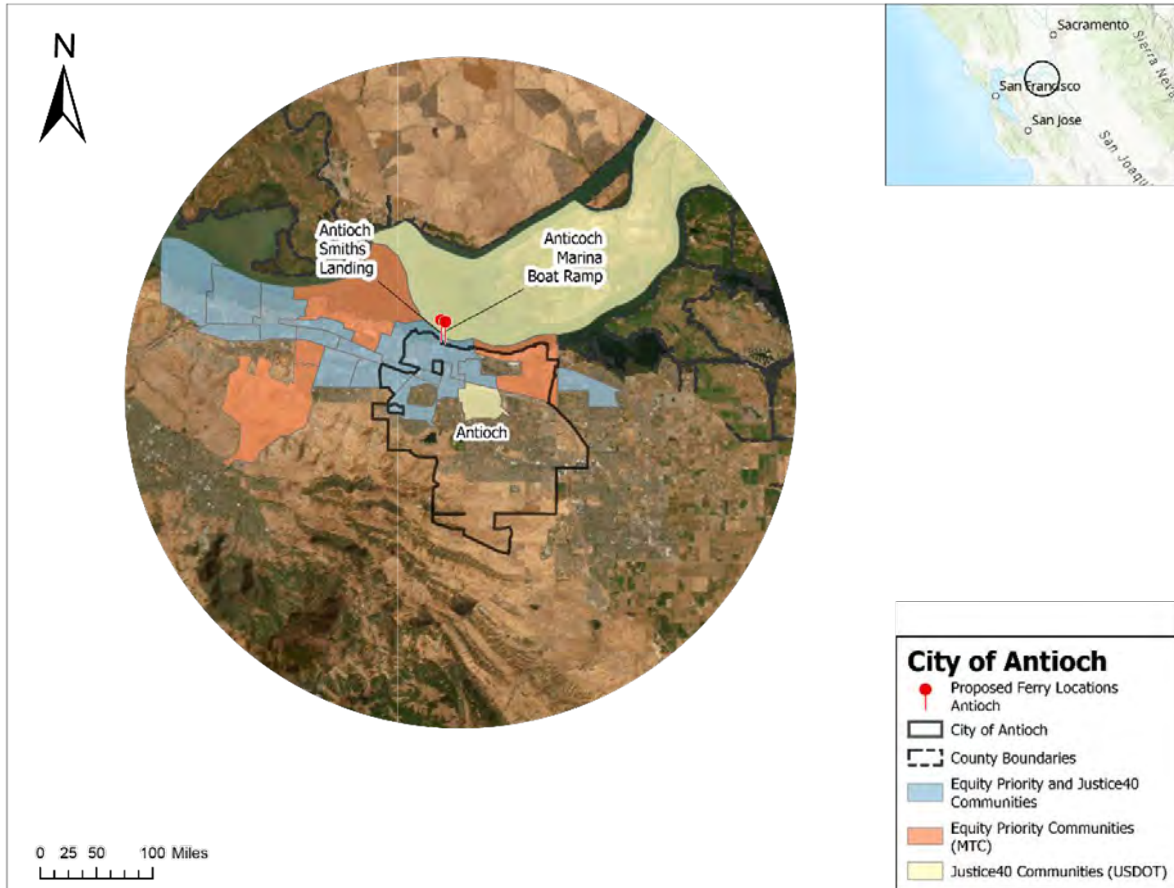 N
Sacramento
Sierra Neva
San Francisco
San Jose
San Joaqu
Antioch
Smiths
Landing
Anticoch
Marina
Boat Ramp
Antioch
City of Antioch
Proposed Ferry Locations
Antioch
City of Antioch
County Boundaries
Equity Priority and Justice40
Communities
Equity Priority Communities
(MTC)
Justice40 Communities (USDOT)
0 25 50 100 Miles